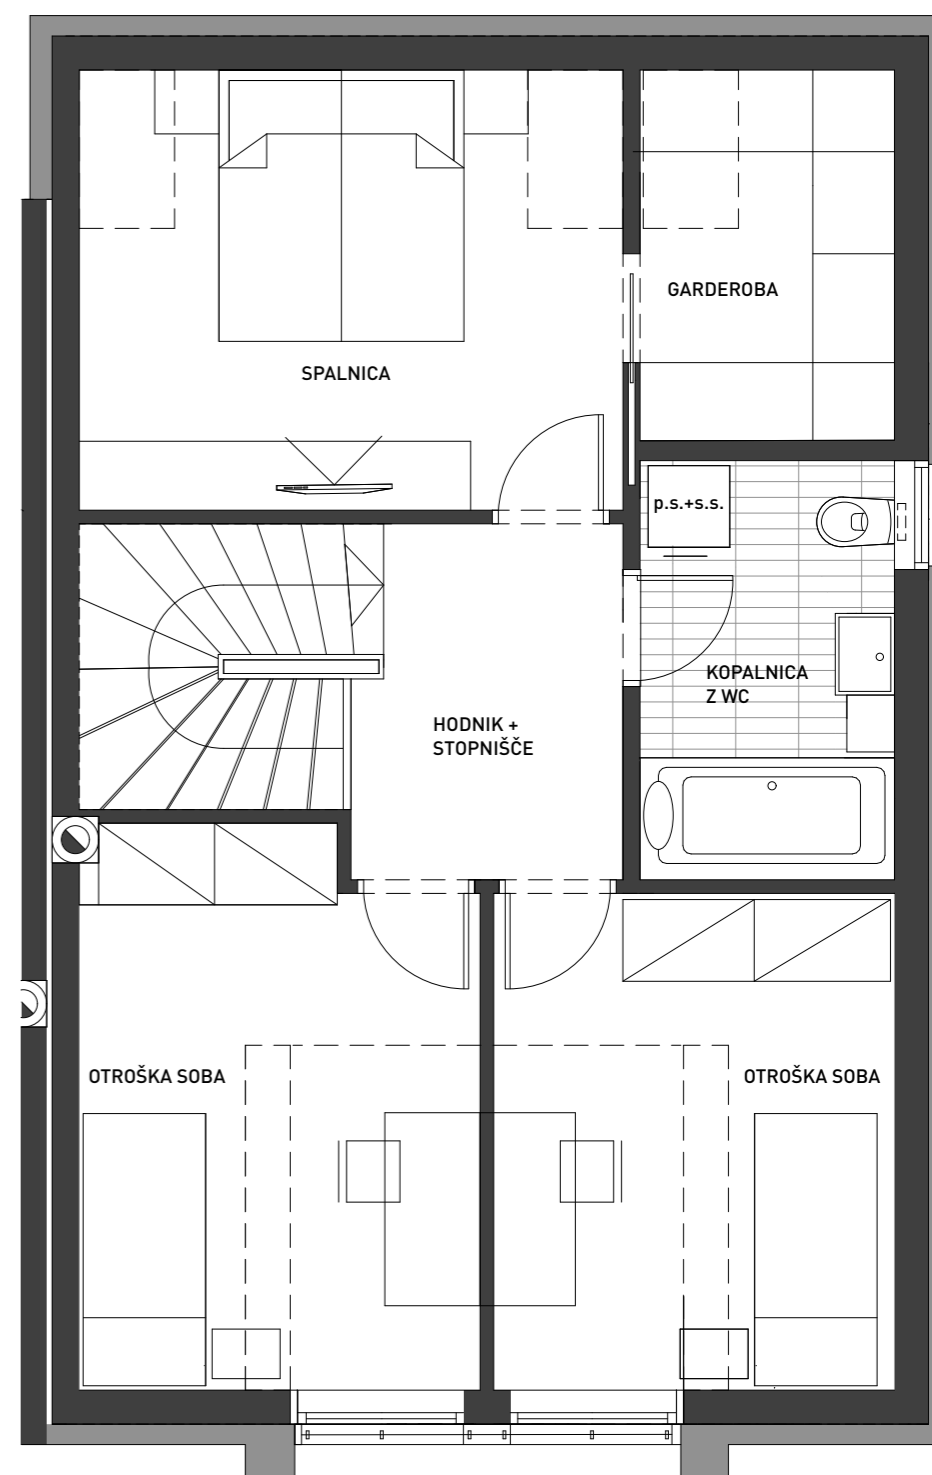 GARDEROBA
SPALNICA
p.s.+s.s.
KOPALNICA
Z WC
HODNIK +
STOPNIŠČE
OTROŠKA SOBA
OTROŠKA SOBA